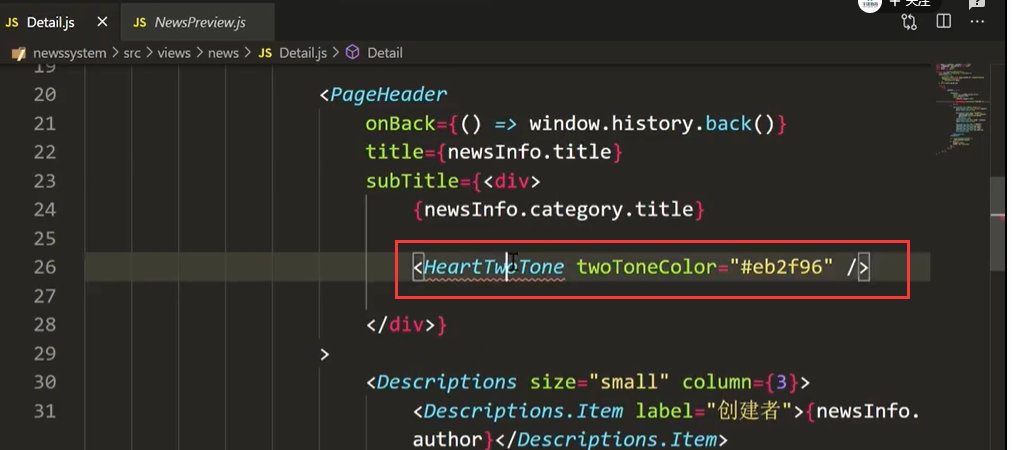 关注
JS Detail.js × JS NewsPreview.js
newssystem > src > views > news > JS Detail.js > Detail
19
20 <PageHeader
21 onBack={() => window.history.back()}
22 title={newsInfo.title}
23 subTitle={<div>
24 {newsInfo.category.title}
25
26 <HeartTwoTone twoToneColor="#eb2f96" />
27
28 </div>}
29 >
30 <Descriptions size="small" column={3}>
31 <Descriptions.Item label="创建者">{newsInfo.
author}</Descriptions.Item>